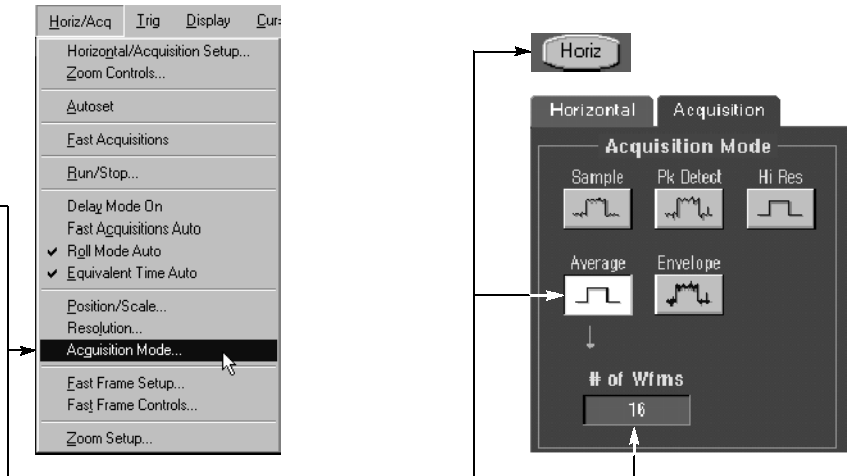 Horiz/Acq Trig Display Cur
Horizontal/Acquisition Setup...
Zoom Controls...
Autoset
Fast Acquisitions
Run/Stop...
Delay Mode On
Fast Acquisitions Auto
Roll Mode Auto
Equivalent Time Auto
Position/Scale...
Resolution...
Acquisition Mode...
Fast Frame Setup...
Fast Frame Controls...
Zoom Setup...
Horiz
Horizontal Acquisition
Acquisition Mode
Sample Pk Detect Hi Res
Average Envelope
# of Wfms
16